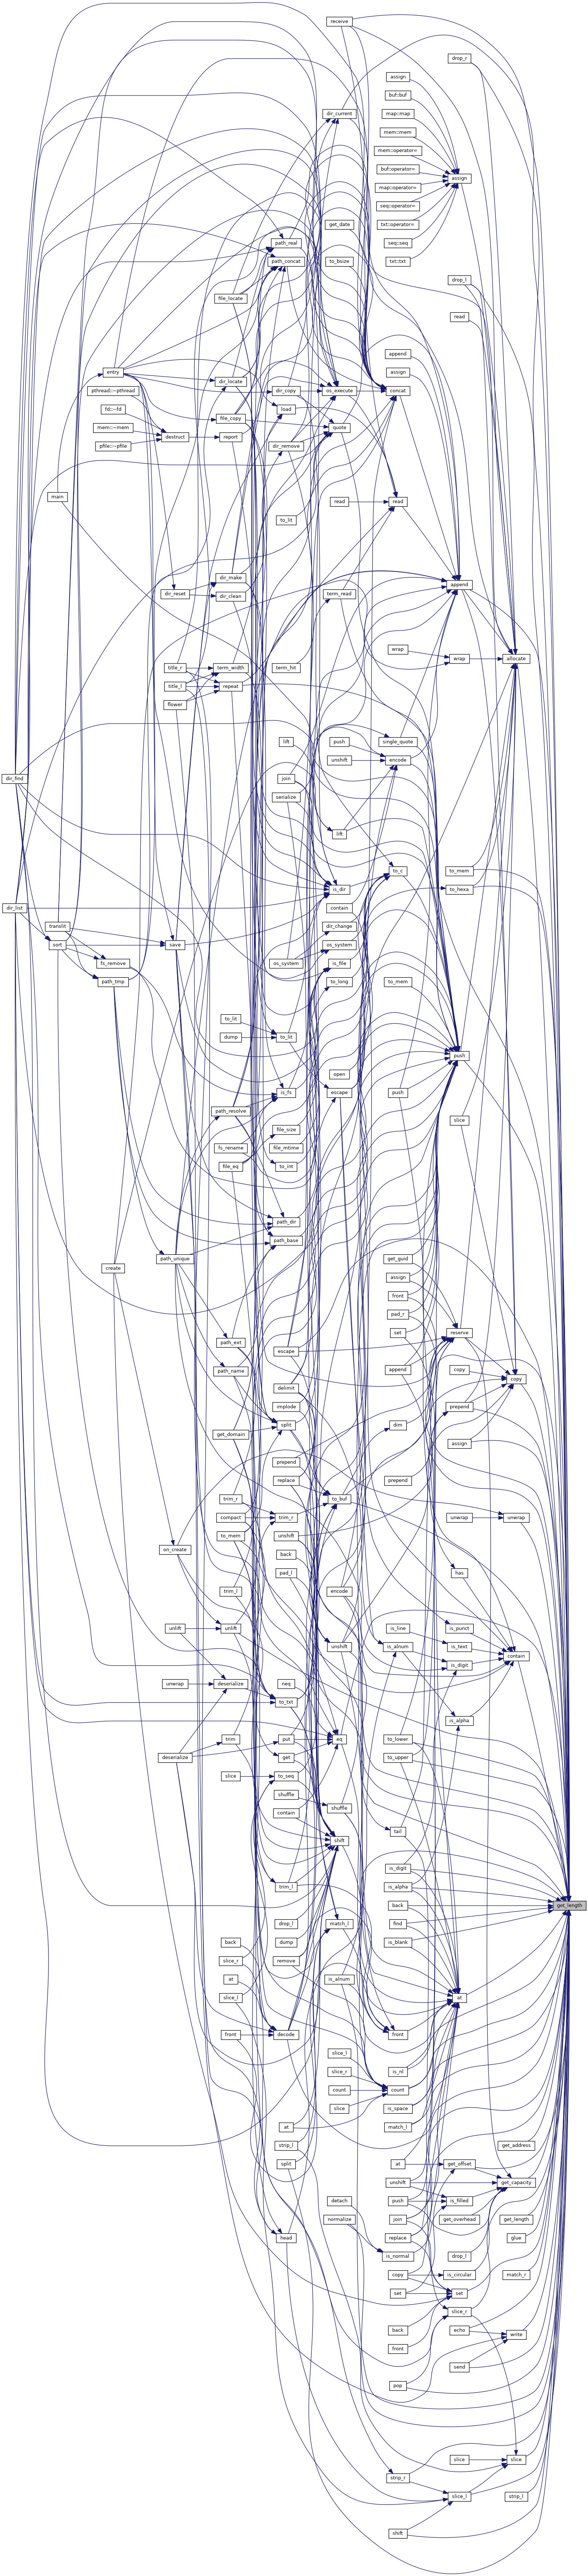 receive
drop_r
assign
buf::buf
dir_current
map::map
mem::mem
mem::operator=
buf::operator=
assign
map::operator=
seq::operator=
get_date
txt::operator=
path_real
seq::seq
path_concat
to_bsize
txt::txt
drop_l
file_locate
read
append
entry
assign
dir_locate
pthread::~pthread
dir_copy
os_execute
concat
fd::~fd
load
file_copy
mem::~mem
quote
destruct
report
pfile::~pfile
dir_remove
main
read
read
to_lit
dir_make
append
dir_reset
dir_clean
term_read
wrap
wrap
allocate
title_r
term_width
term_hit
title_l
repeat
flower
lift
push
single_quote
unshift
encode
dir_find
join
serialize
lift
to_c
to_mem
is_dir
to_hexa
dir_list
contain
translit
dir_change
sort
save
os_system
fs_remove
os_system
is_file
path_tmp
to_long
to_mem
to_lit
dump
to_lit
push
open
is_fs
escape
push
path_resolve
slice
file_size
fs_rename
file_mtime
file_eq
to_int
path_dir
path_base
path_unique
get_guid
create
assign
front
pad_r
set
reserve
path_ext
escape
append
copy
copy
path_name
delimit
implode
prepend
split
dim
get_domain
assign
prepend
replace
prepend
trim_r
to_buf
compact
trim_r
unwrap
unwrap
to_mem
unshift
on_create
back
has
pad_l
trim_l
encode
unlift
unlift
is_line
is_punct
unshift
is_alnum
is_text
contain
is_digit
unwrap
deserialize
neq
to_txt
is_alpha
trim
put
eq
to_lower
deserialize
get
to_upper
slice
to_seq
shuffle
shuffle
contain
tail
shift
is_digit
trim_l
is_alpha
back
get_length
drop_l
match_l
find
dump
back
is_blank
slice_r
remove
is_alnum
at
slice_l
at
front
decode
front
at
is_nl
slice_l
slice_r
count
count
slice
is_space
match_l
strip_l
get_address
split
at
get_offset
unshift
get_capacity
detach
push
is_filled
normalize
join
get_overhead
get_length
head
replace
glue
is_normal
drop_l
copy
is_circular
match_r
set
set
slice_r
back
echo
write
front
send
pop
slice
slice
strip_r
slice_l
strip_l
shift